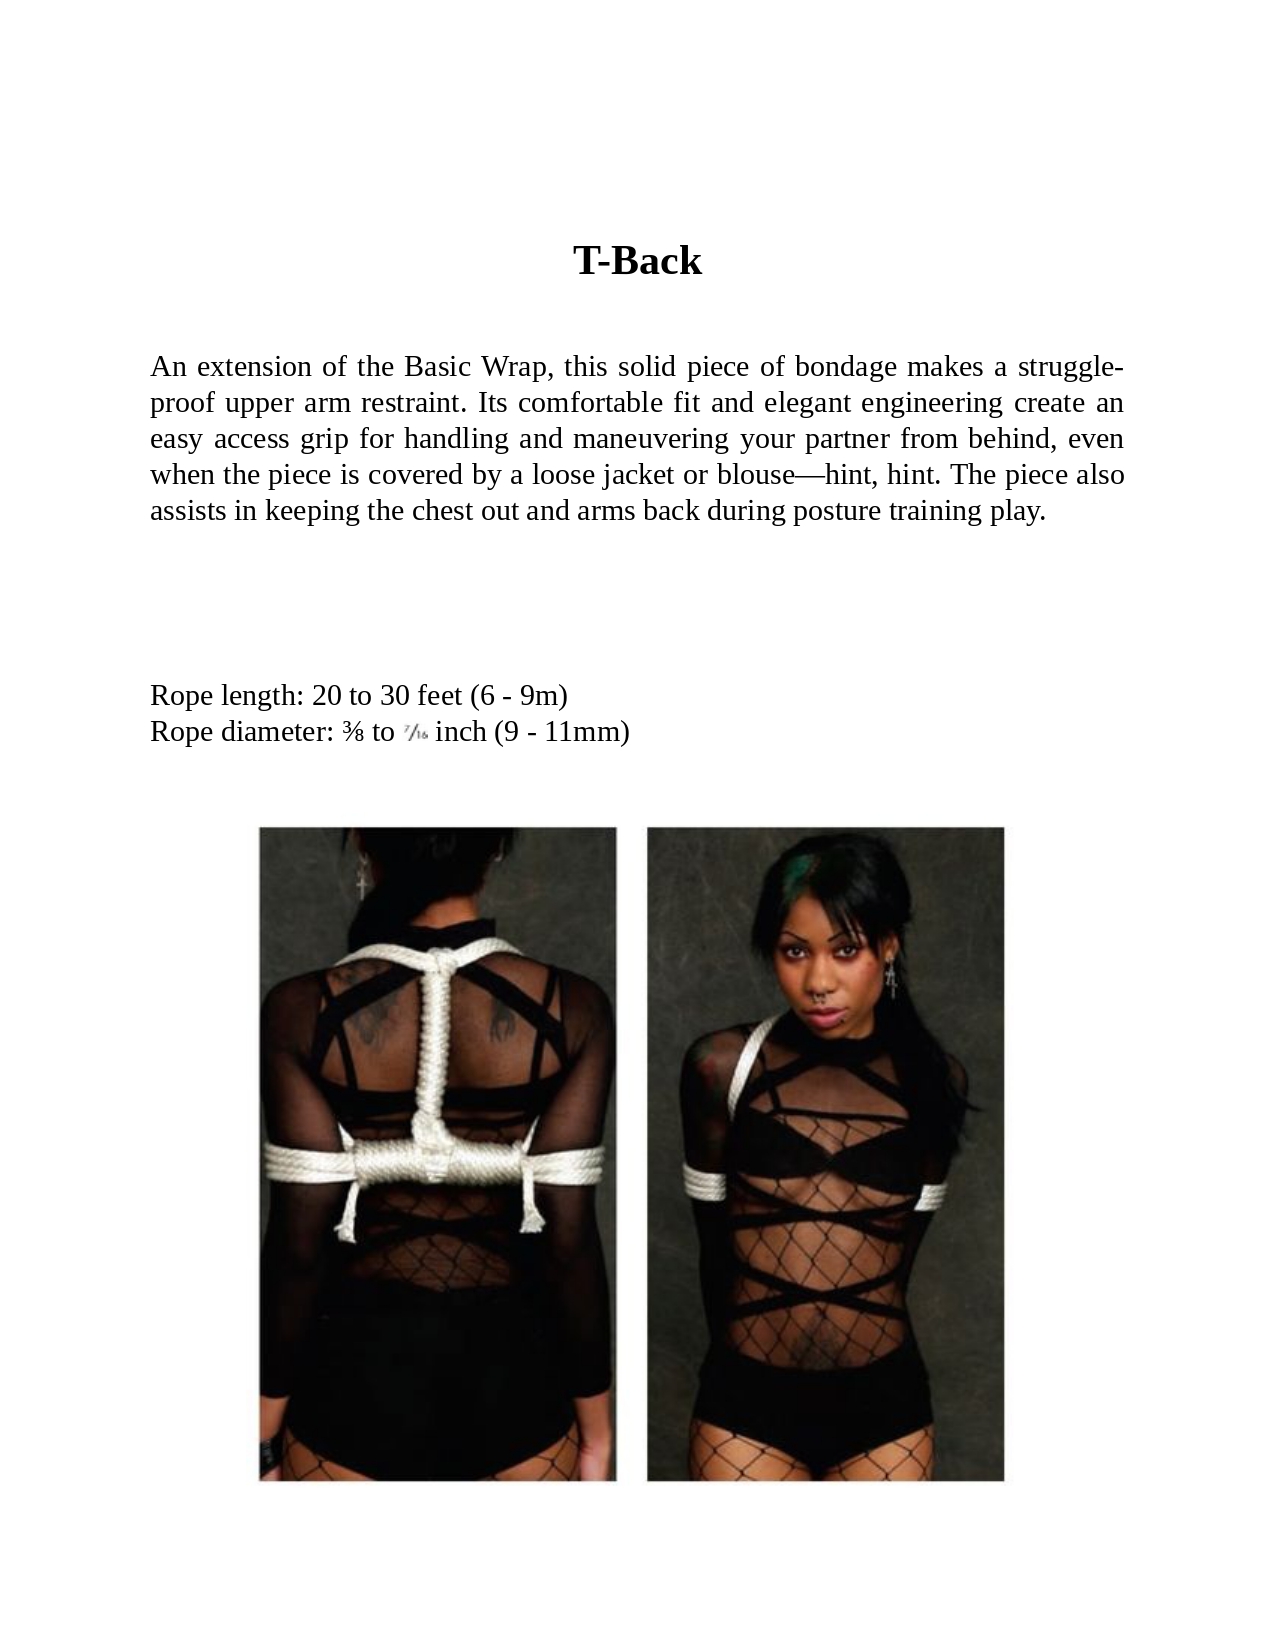 T-Back
An extension of the Basic Wrap, this solid piece of bondage makes a struggle-
proof upper arm restraint. Its comfortable fit and elegant engineering create an
easy access grip for handling and maneuvering your partner from behind, even
when the piece is covered by a loose jacket or blouse—hint, hint. The piece also
assists in keeping the chest out and arms back during posture training play.
Rope length: 20 to 30 feet (6 - 9m)
Rope diameter: ⅜ to 7/16 inch (9 - 11mm)